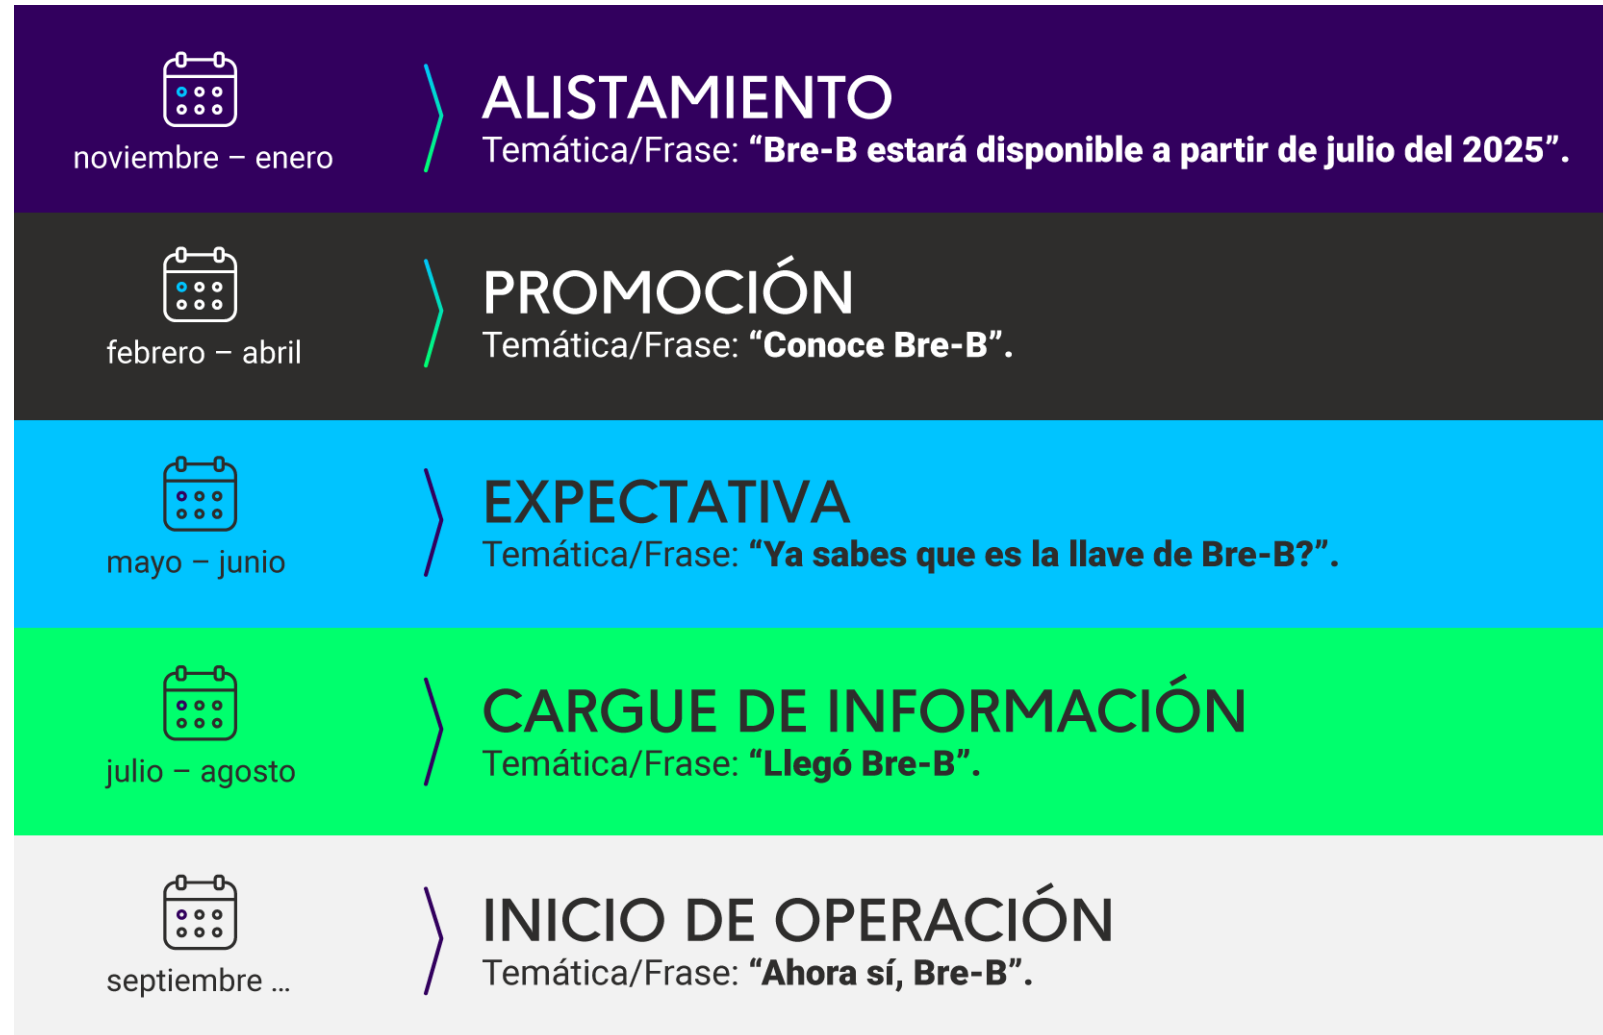 noviembre – enero
ALISTAMIENTO
Temática/Frase: “Bre-B estará disponible a partir de julio del 2025”.
febrero – abril
PROMOCIÓN
Temática/Frase: “Conoce Bre-B”.
mayo – junio
EXPECTATIVA
Temática/Frase: “Ya sabes que es la llave de Bre-B?”.
julio – agosto
CARGUE DE INFORMACIÓN
Temática/Frase: “Llegó Bre-B”.
septiembre ...
INICIO DE OPERACIÓN
Temática/Frase: “Ahora sí, Bre-B”.